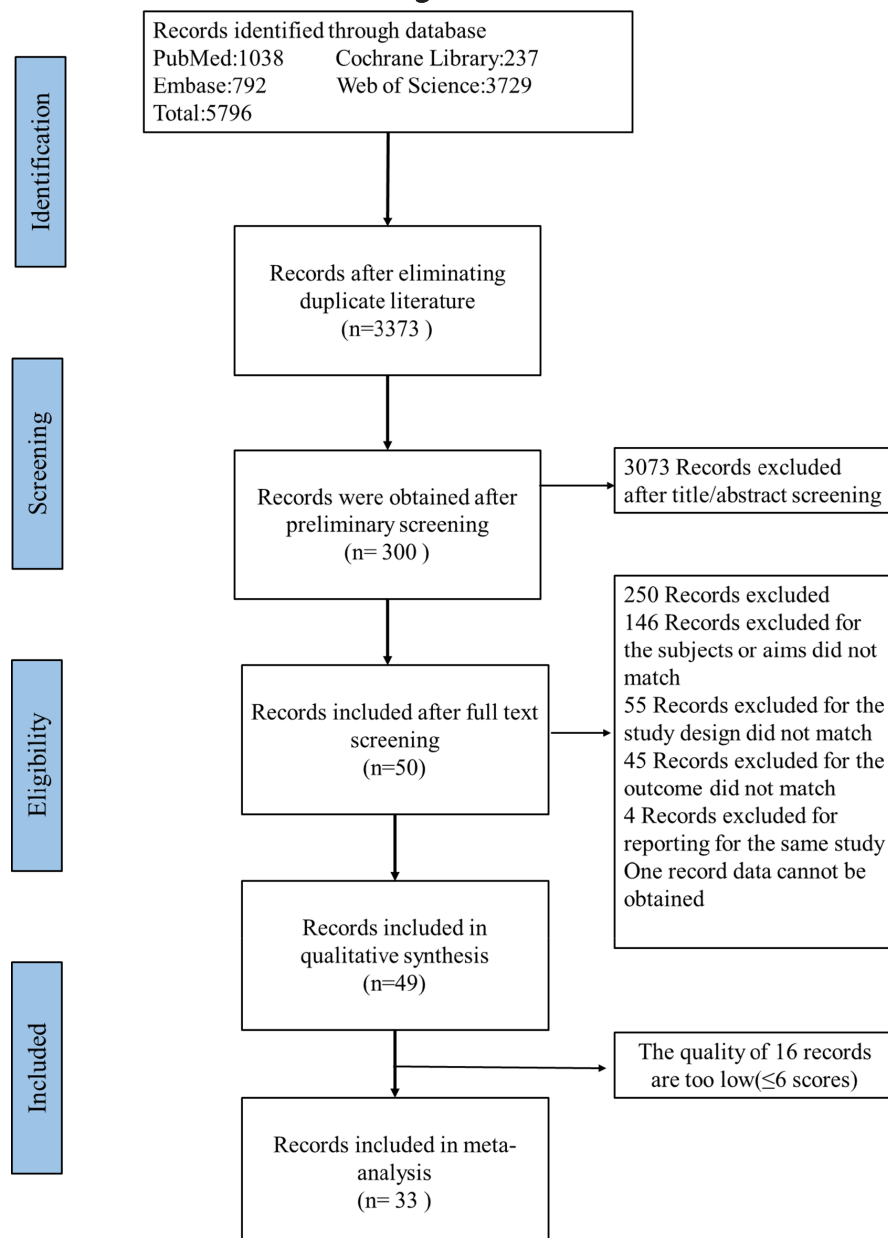 Records identified through database
PubMed:1038 Cochrane Library:237
Embase:792 Web of Science:3729
Total:5796
Identification
Records after eliminating
duplicate literature
(n=3373 )
Screening
Records were obtained after
preliminary screening
(n= 300 )
3073 Records excluded
after title/abstract screening
Eligibility
Records included after full text
screening
(n=50)
250 Records excluded
146 Records excluded for
the subjects or aims did not
match
55 Records excluded for the
study design did not match
45 Records excluded for the
outcome did not match
4 Records excluded for
reporting for the same study
One record data cannot be
obtained
Records included in
qualitative synthesis
(n=49)
Included
The quality of 16 records
are too low(≤6 scores)
Records included in meta-
analysis
(n= 33 )